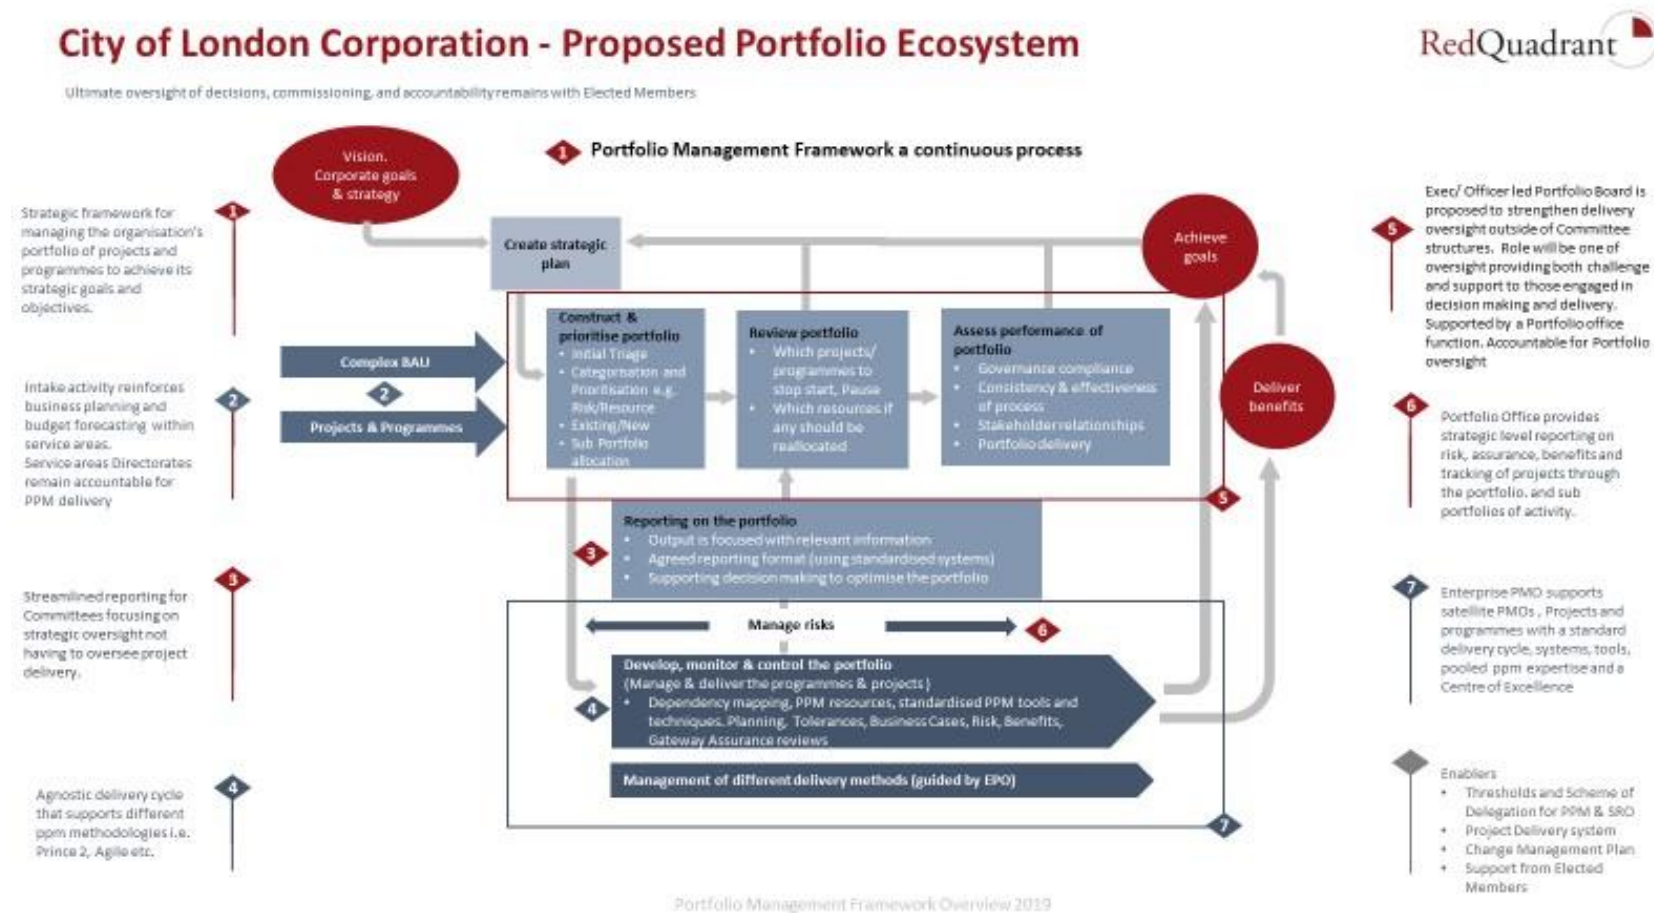 City of London Corporation - Proposed Portfolio Ecosystem
RedQuadrant
Ultimate oversight of decisions, commissioning, and accountability remains with Elected Members
Vision.
Corporate goals
& strategy
1
Portfolio Management Framework a continuous process
1
Strategic framework for
managing the organisation's
portfolio of projects and
programmes to achieve its
strategic goals and
objectives.
2
Intake activity reinforces
business planning and
budget forecasting within
service areas.
Service areas Directorates
remain accountable for
PPM delivery
3
Streamlined reporting for
Committees focusing on
strategic oversight not
having to oversee project
delivery.
4
Agnostic delivery cycle
that supports different
ppm methodologies i.e.
Prince 2, Agile etc.
Create strategic
plan
Achieve
goals
Complex BAU
2
Projects & Programmes
Construct &
prioritise portfolio
• Initial Triage
• Categorisation and
Prioritisation e.g.
Risk/Resource
• Existing/New
• Sub Portfolio
allocation
Review portfolio
• Which projects/
programmes to
stop start, Pause
• Which resources if
any should be
reallocated
Assess performance of
portfolio
• Governance compliance
• Consistency & effectiveness
of process
• Stakeholder relationships
• Portfolio delivery
Deliver
benefits
5
3
Reporting on the portfolio
• Output is focused with relevant information
• Agreed reporting format (using standardised systems)
• Supporting decision making to optimise the portfolio
Manage risks
6
4
Develop, monitor & control the portfolio
(Manage & deliver the programmes & projects)
• Dependency mapping, PPM resources, standardised PPM tools and
techniques. Planning, Tolerances, Business Cases, Risk, Benefits,
Gateway Assurance reviews
Management of different delivery methods (guided by EPO)
7
5
Exec/ Officer led Portfolio Board is
proposed to strengthen delivery
oversight outside of Committee
structures. Role will be one of
oversight providing both challenge
and support to those engaged in
decision making and delivery.
Supported by a Portfolio office
function. Accountable for Portfolio
oversight
6
Portfolio Office provides
strategic level reporting on
risk, assurance, benefits and
tracking of projects through
the portfolio. and sub
portfolios of activity.
7
Enterprise PMO supports
satellite PMOs , Projects and
programmes with a standard
delivery cycle, systems, tools,
pooled ppm expertise and a
Centre of Excellence
Enablers
• Thresholds and Scheme of
Delegation for PPM & SRO
• Project Delivery system
• Change Management Plan
• Support from Elected
Members
Portfolio Management Framework Overview 2019